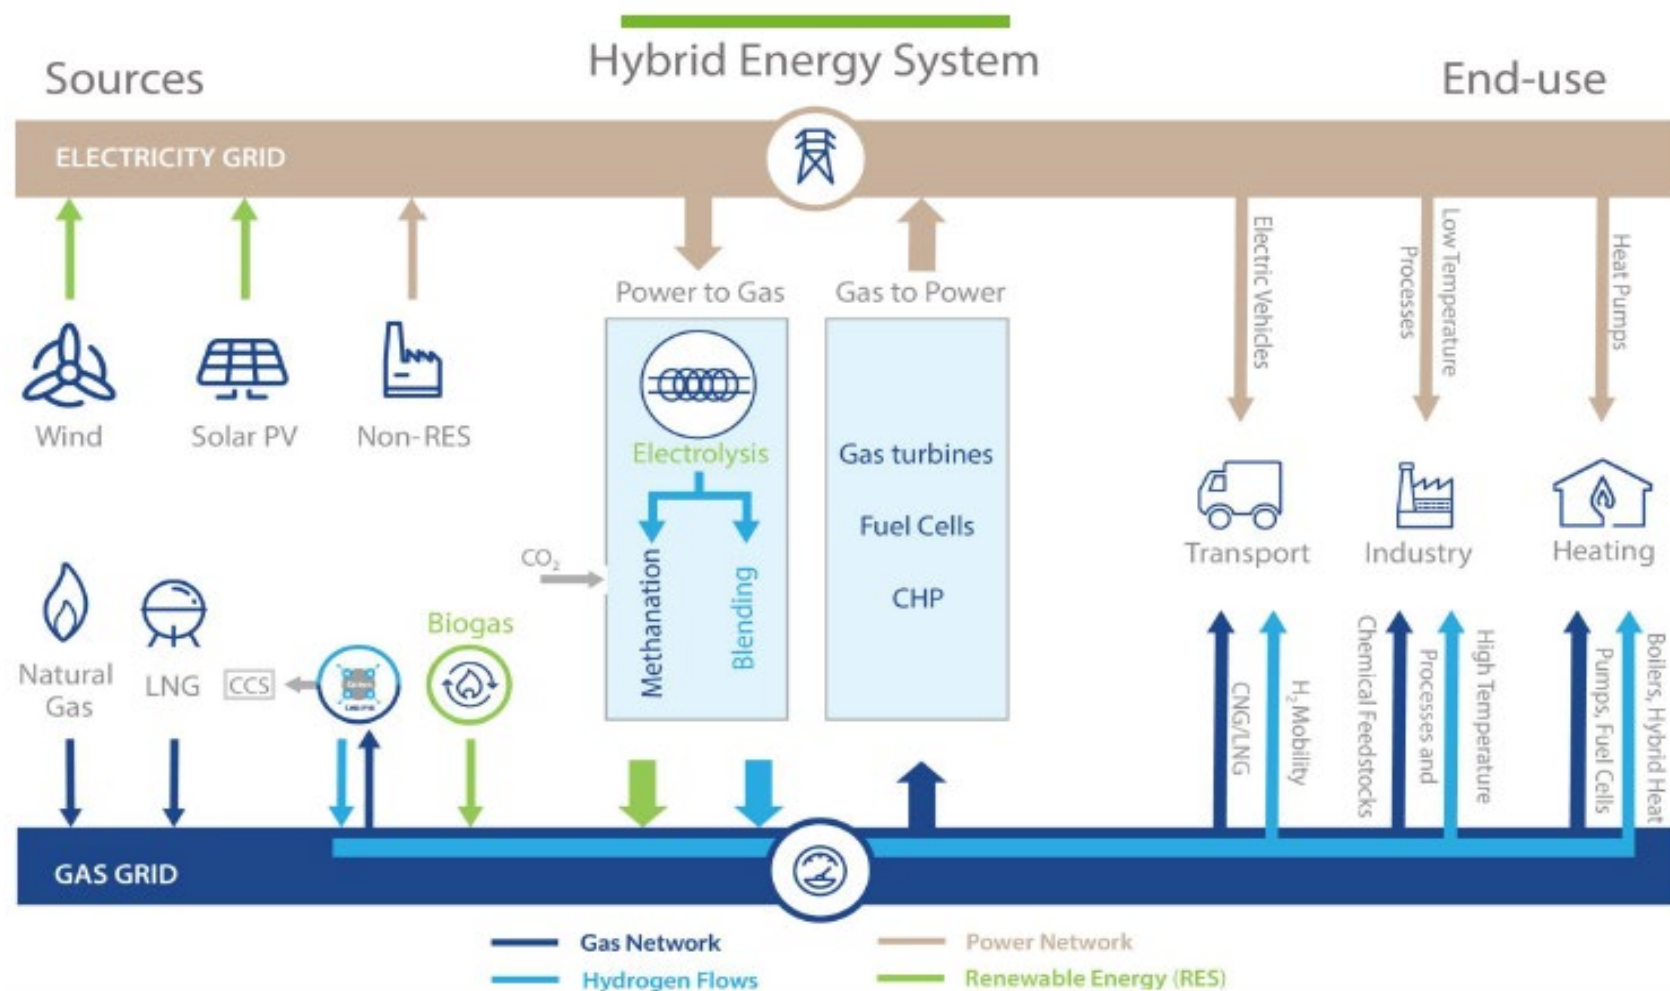 Hybrid Energy System
Sources
End-use
ELECTRICITY GRID
Wind
Solar PV
Non-RES
Power to Gas
Electrolysis
Methanation
Blending
CO₂
Gas to Power
Gas turbines
Fuel Cells
CHP
Electric Vehicles
Low Temperature
Processes
Heat Pumps
Transport
Industry
Heating
Natural
Gas
LNG
CCS
Biogas
CNG/LNG
H₂ Mobility
High Temperature
Processes and
Chemical Feedstocks
Boilers, Hybrid Heat
Pumps, Fuel Cells
GAS GRID
Gas Network
Power Network
Hydrogen Flows
Renewable Energy (RES)